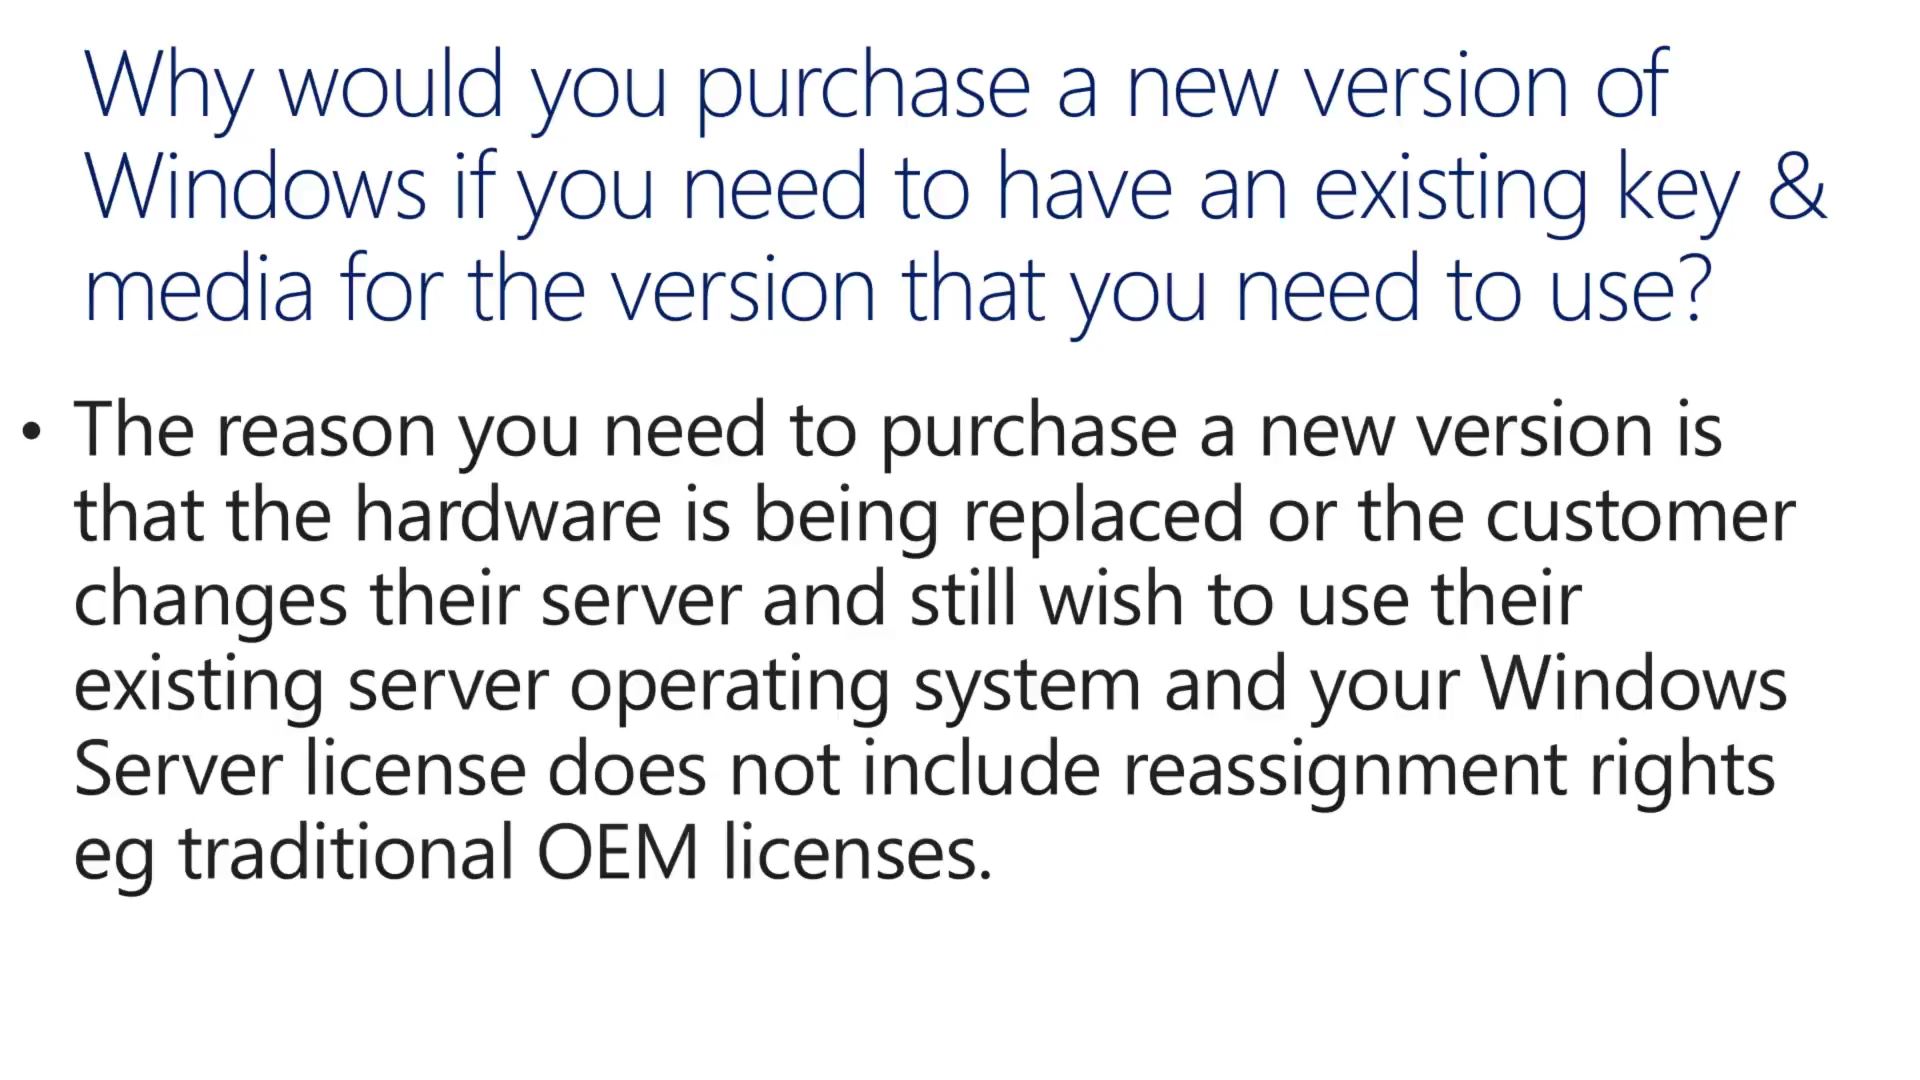 Why would you purchase a new version of
Windows if you need to have an existing key &
media for the version that you need to use?
• The reason you need to purchase a new version is
that the hardware is being replaced or the customer
changes their server and still wish to use their
existing server operating system and your Windows
Server license does not include reassignment rights
eg traditional OEM licenses.